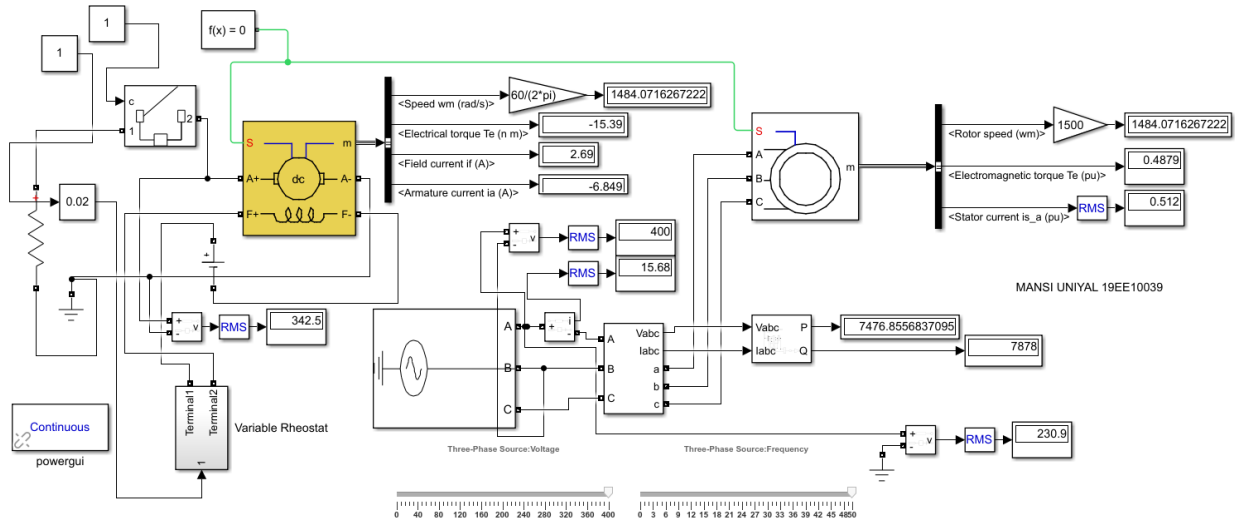 1
1
f(x) = 0
c
1
2
0.02
S
m
A+
dc
A-
F+
F-
<Speed wm (rad/s)>
60/(2*pi)
1484.0716267222
<Electrical torque Te (n m)>
-15.39
<Field current if (A)>
2.69
<Armature current ia (A)>
-6.849
S
A
B
C
m
<Rotor speed (wm)>
1500
1484.0716267222
<Electromagnetic torque Te (pu)>
0.4879
<Stator current is_a (pu)>
RMS
0.512
MANSI UNIYAL 19EE10039
+
-
v
RMS
400
RMS
15.68
+
-
v
RMS
342.5
A
B
C
+
-
i
A
B
C
Vabc
Iabc
a
b
c
Vabc
Iabc
P
Q
7476.8556837095
7878
+
-
v
RMS
230.9
Continuous
powergui
Terminal1
Terminal2
1
Variable Rheostat
Three-Phase Source:Voltage
Three-Phase Source:Frequency
0 40 80 120 160 200 240 280 320 360 400
0 3 6 9 12 15 18 21 24 27 30 33 36 39 42 45 4850